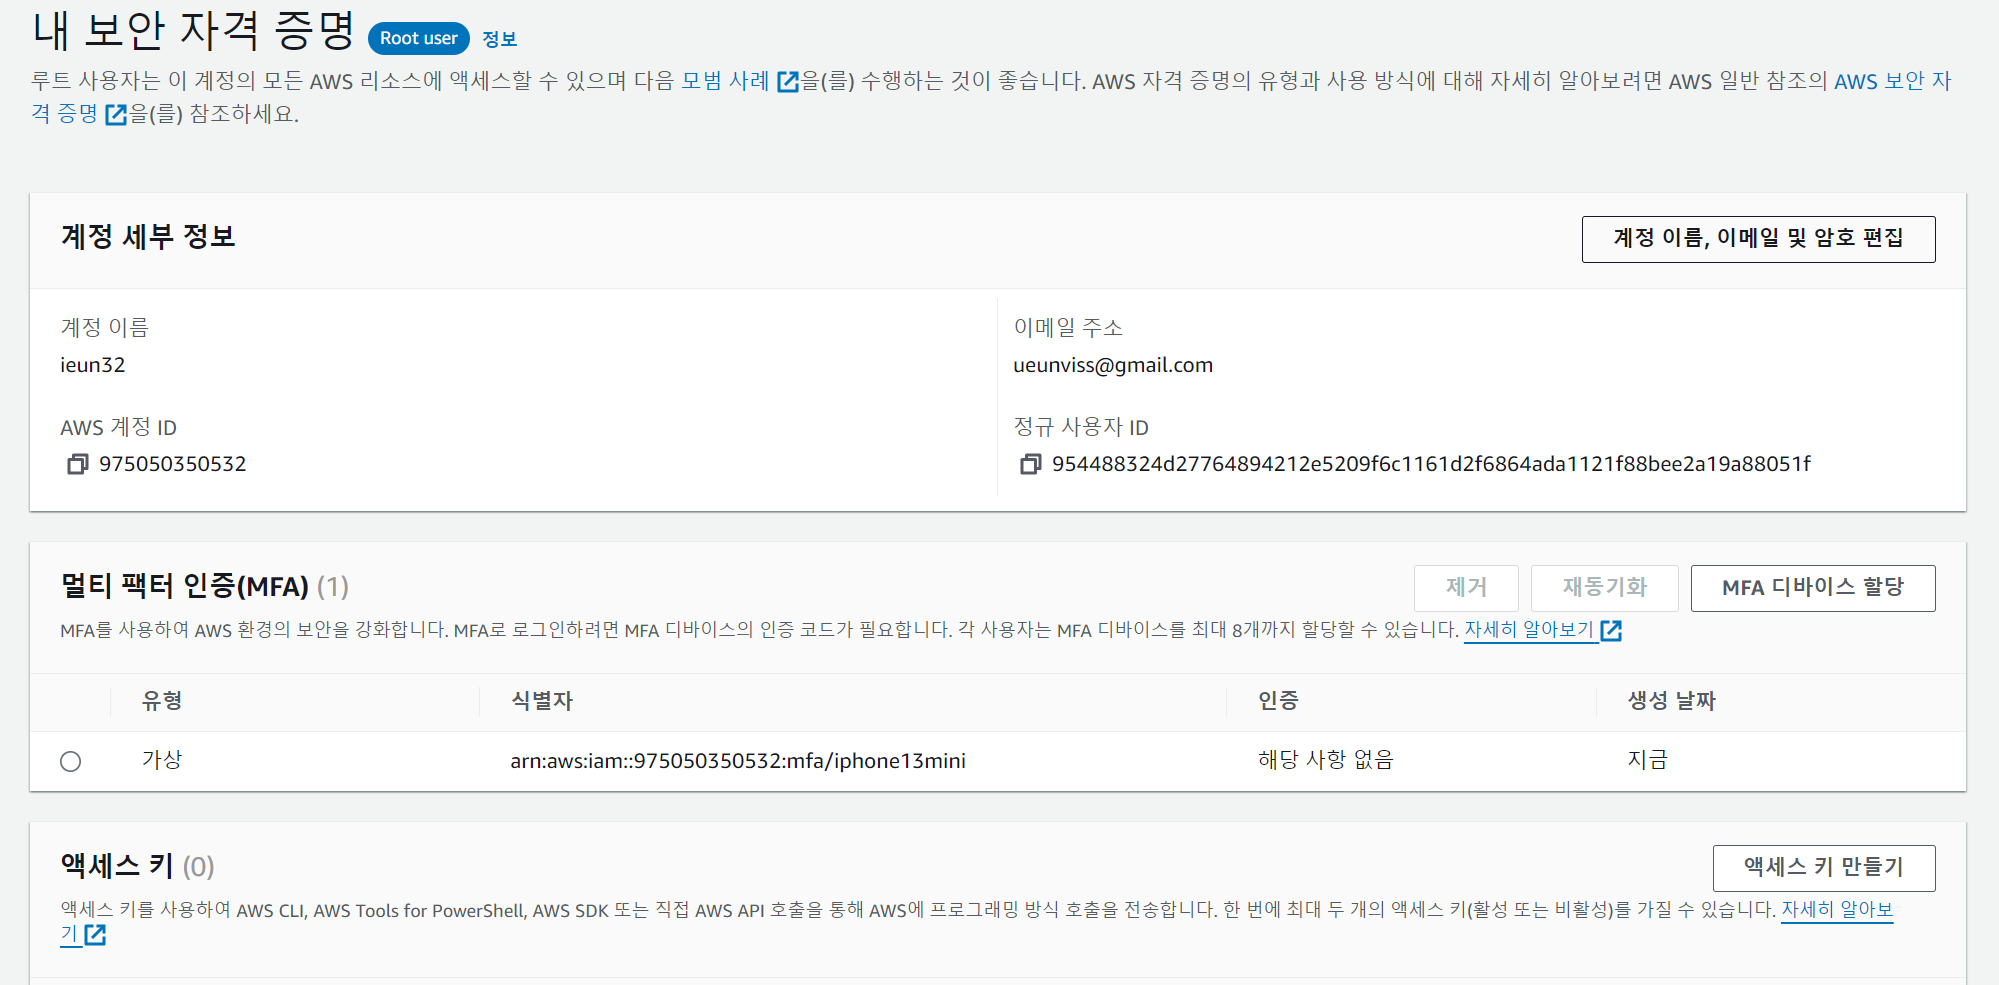 내 보안 자격 증명 Root user 정보
루트 사용자는 이 계정의 모든 AWS 리소스에 액세스할 수 있으며 다음 모범 사례 을(를) 수행하는 것이 좋습니다. AWS 자격 증명의 유형과 사용 방식에 대해 자세히 알아보려면 AWS 일반 참조의 AWS 보안 자
격 증명 을(를) 참조하세요.
계정 세부 정보
계정 이름, 이메일 및 암호 편집
계정 이름
ieun32
이메일 주소
ueunviss@gmail.com
AWS 계정 ID
975050350532
정규 사용자 ID
954488324d27764894212e5209f6c1161d2f6864ada1121f88bee2a19a88051f
멀티 팩터 인증(MFA) (1)
제거 재동기화 MFA 디바이스 할당
MFA를 사용하여 AWS 환경의 보안을 강화합니다. MFA로 로그인하려면 MFA 디바이스의 인증 코드가 필요합니다. 각 사용자는 MFA 디바이스를 최대 8개까지 할당할 수 있습니다. 자세히 알아보기
유형 식별자 인증 생성 날짜
가상 arn:aws:iam::975050350532:mfa/iphone13mini 해당 사항 없음 지금
액세스 키 (0)
액세스 키 만들기
액세스 키를 사용하여 AWS CLI, AWS Tools for PowerShell, AWS SDK 또는 직접 AWS API 호출을 통해 AWS에 프로그래밍 방식 호출을 전송합니다. 한 번에 최대 두 개의 액세스 키(활성 또는 비활성)를 가질 수 있습니다. 자세히 알아보
기